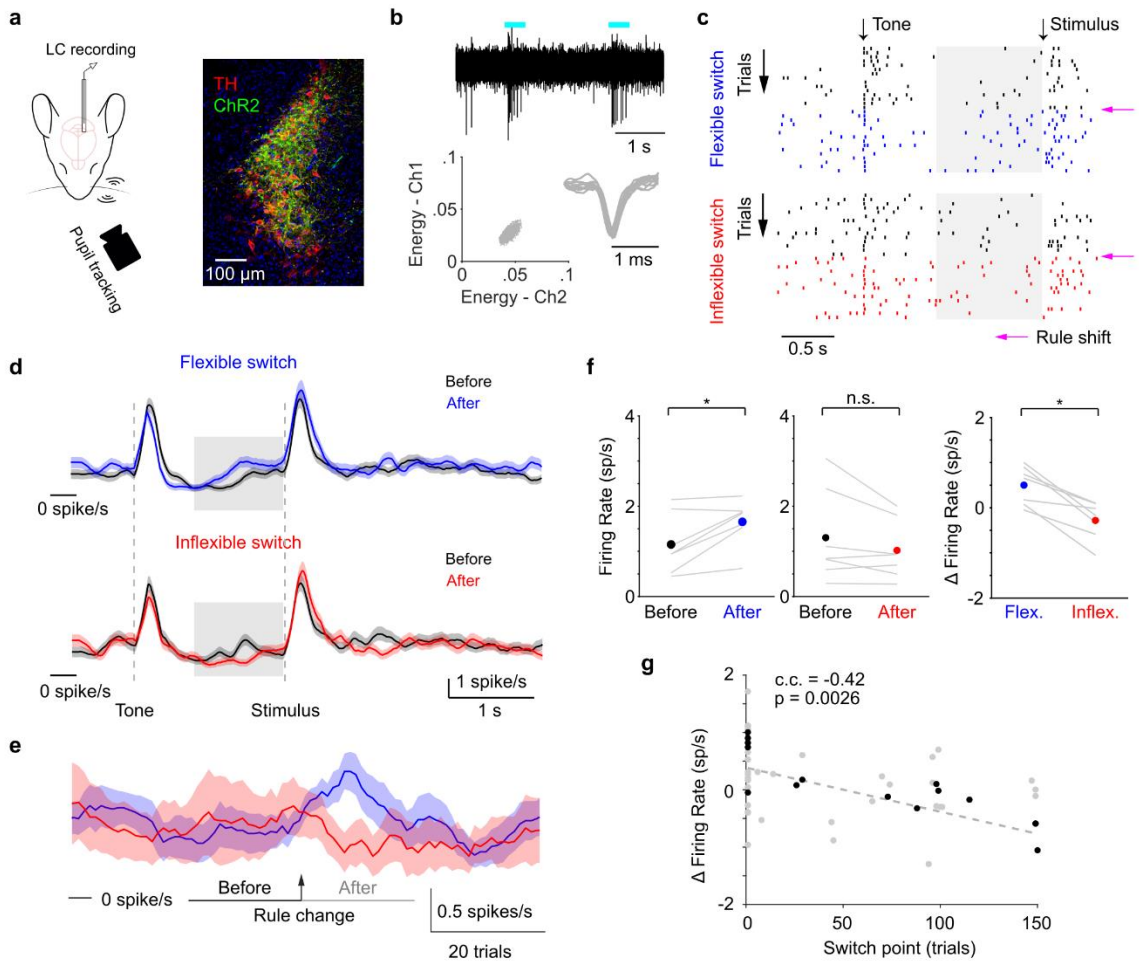 a
LC recording
Pupil tracking
TH
ChR2
100 µm
b
1 s
Energy - Ch1
.1
.05
0
0
.05
.1
Energy - Ch2
1 ms
c
Tone
Stimulus
Trials
Flexible switch
Trials
Inflexible switch
0.5 s
Rule shift
d
Flexible switch
Before
After
0 spike/s
Inflexible switch
Before
After
0 spike/s
1 spike/s
1 s
Tone
Stimulus
e
0 spike/s
Before
After
Rule change
0.5 spikes/s
20 trials
f
*
Firing Rate (sp/s)
4
2
0
Before
After
n.s.
4
2
0
Before
After
*
Δ Firing Rate (sp/s)
2
0
-2
Flex.
Inflex.
g
c.c. = -0.42
p = 0.0026
Δ Firing Rate (sp/s)
2
0
-2
0
50
100
150
Switch point (trials)